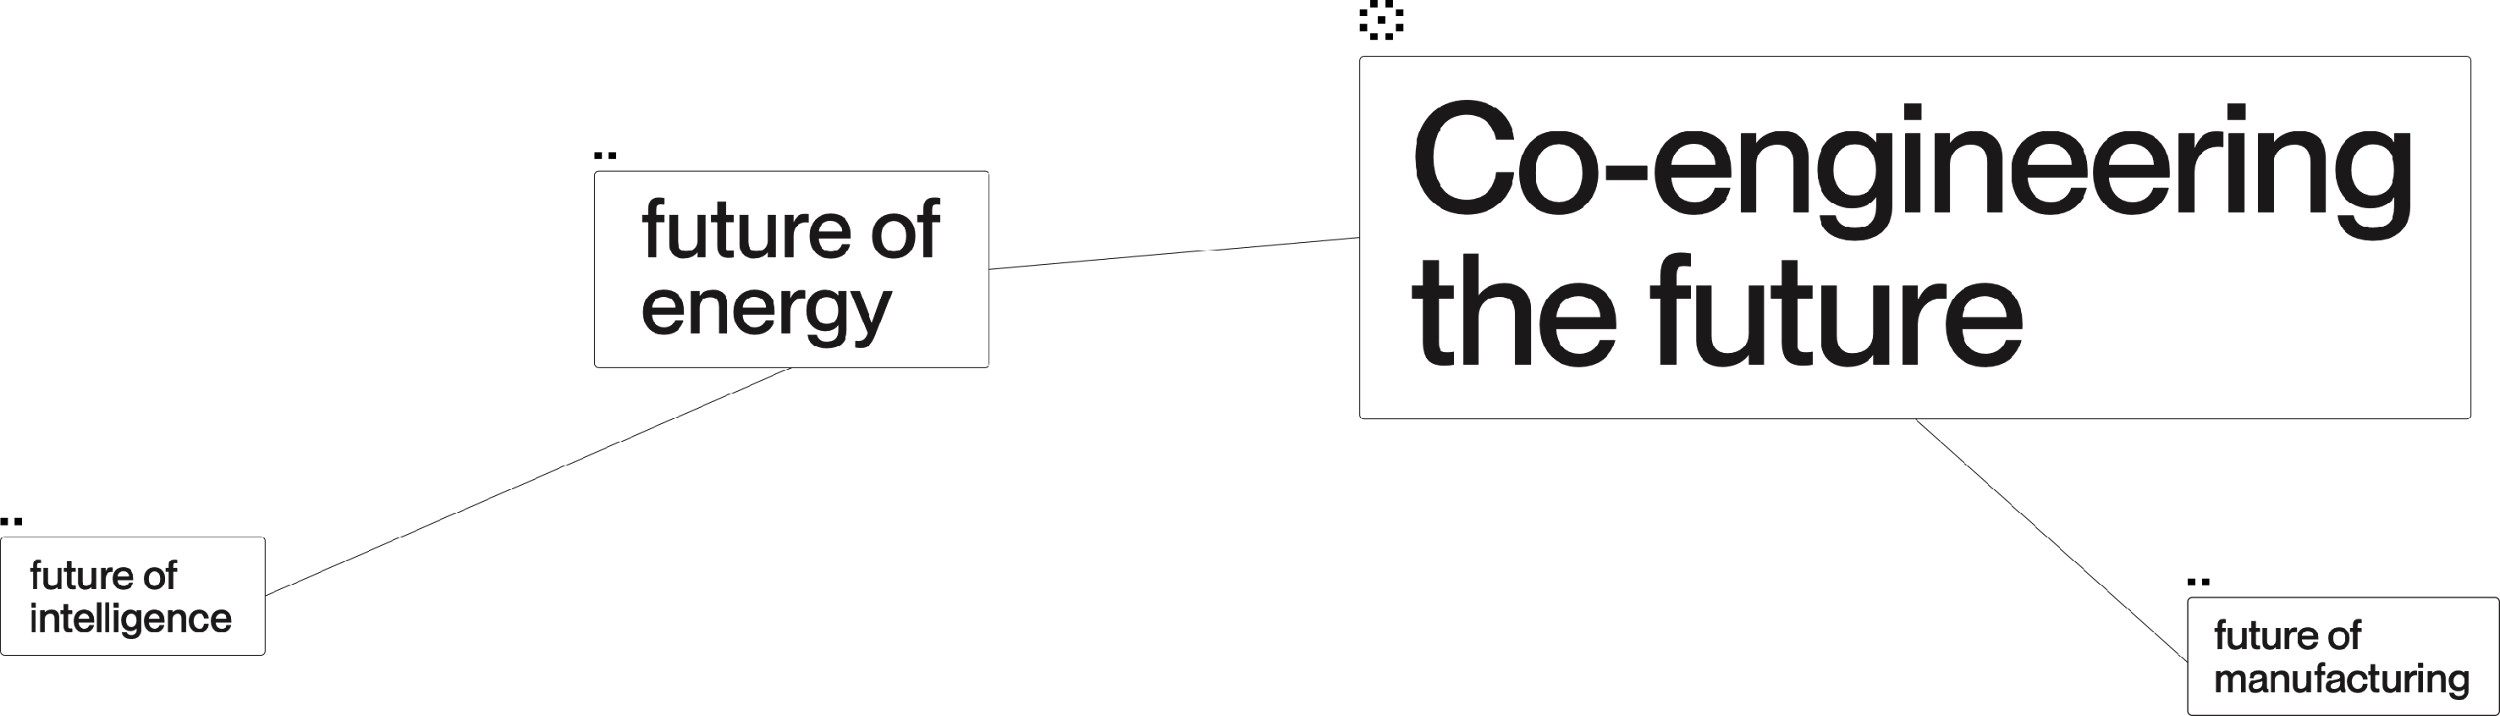 Co-engineering
the future
future of
energy
future of
intelligence
future of
manufacturing